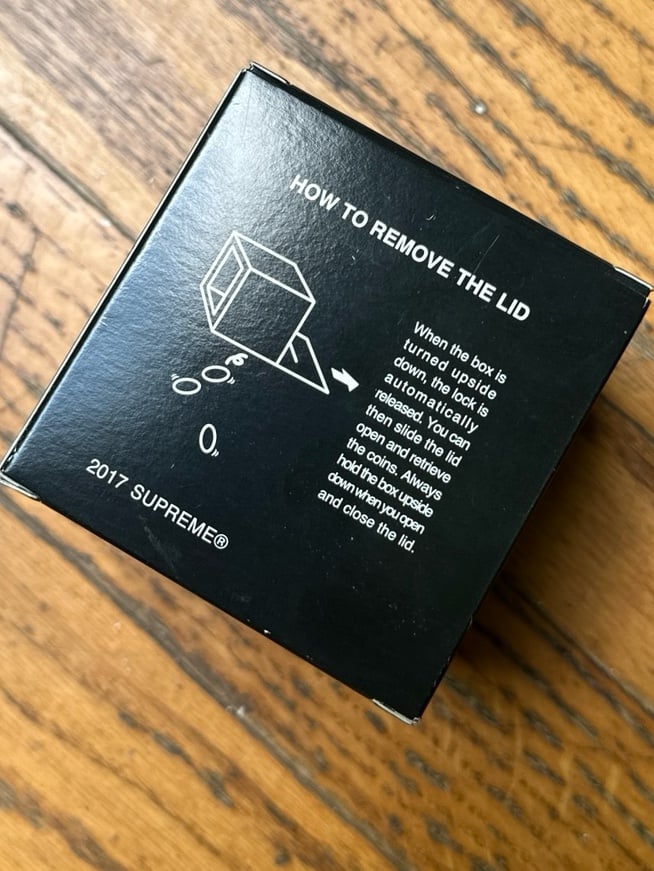 HOW TO REMOVE THE LID
When the box is
turned upside
down, the lock is
automatically
released. You can
then slide the lid
open and retrieve
the coins. Always
hold the box upside
down when you open
and close the lid.
2017 SUPREME®